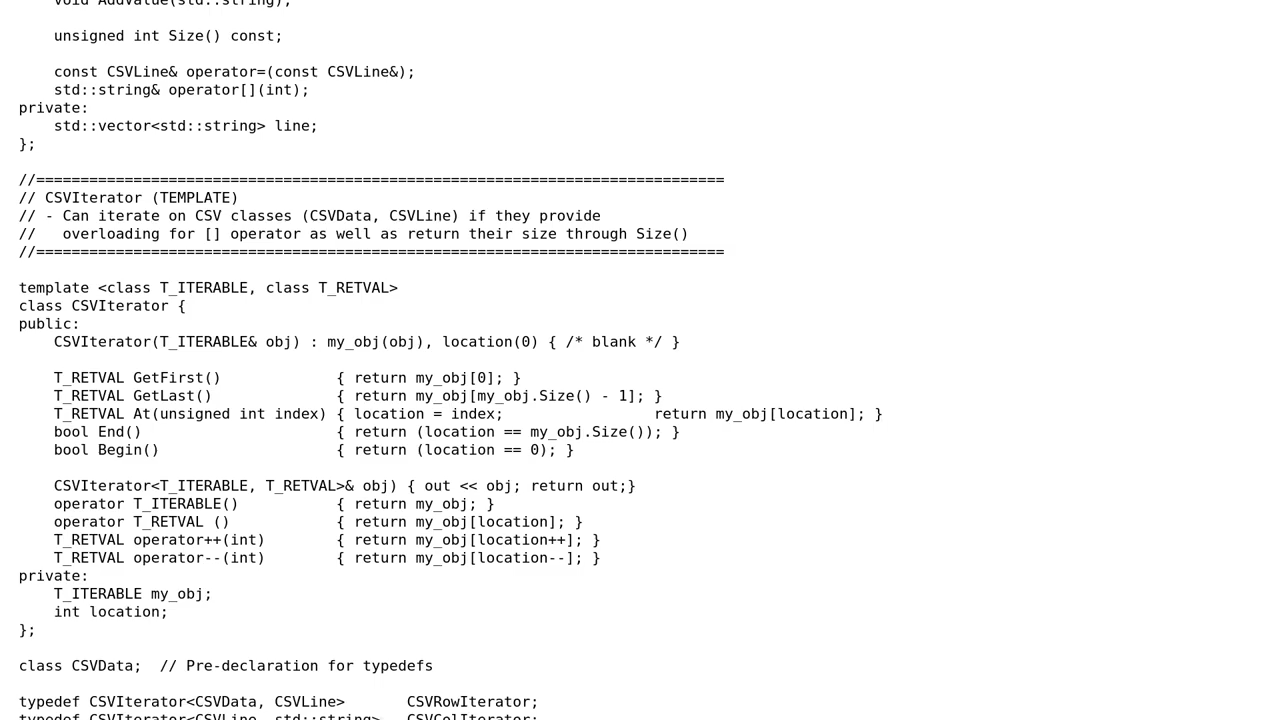 void AddValue(std::string);

    unsigned int Size() const;

    const CSVLine& operator=(const CSVLine&);
    std::string& operator[](int);
private:
    std::vector<std::string> line;
};

//==============================================================================
// CSVIterator (TEMPLATE)
// - Can iterate on CSV classes (CSVData, CSVLine) if they provide
//   overloading for [] operator as well as return their size through Size()
//==============================================================================

template <class T_ITERABLE, class T_RETVAL>
class CSVIterator {
public:
    CSVIterator(T_ITERABLE& obj) : my_obj(obj), location(0) { /* blank */ }

    T_RETVAL GetFirst()             { return my_obj[0]; }
    T_RETVAL GetLast()              { return my_obj[my_obj.Size() - 1]; }
    T_RETVAL At(unsigned int index) { location = index;                 return my_obj[location]; }
    bool End()                      { return (location == my_obj.Size()); }
    bool Begin()                    { return (location == 0); }

    CSVIterator<T_ITERABLE, T_RETVAL>& obj) { out << obj; return out;}
    operator T_ITERABLE()           { return my_obj; }
    operator T_RETVAL ()            { return my_obj[location]; }
    T_RETVAL operator++(int)        { return my_obj[location++]; }
    T_RETVAL operator--(int)        { return my_obj[location--]; }
private:
    T_ITERABLE my_obj;
    int location;
};

class CSVData;  // Pre-declaration for typedefs

typedef CSVIterator<CSVData, CSVLine>       CSVRowIterator;
typedef CSVIterator<CSVLine, std::string>   CSVColIterator;